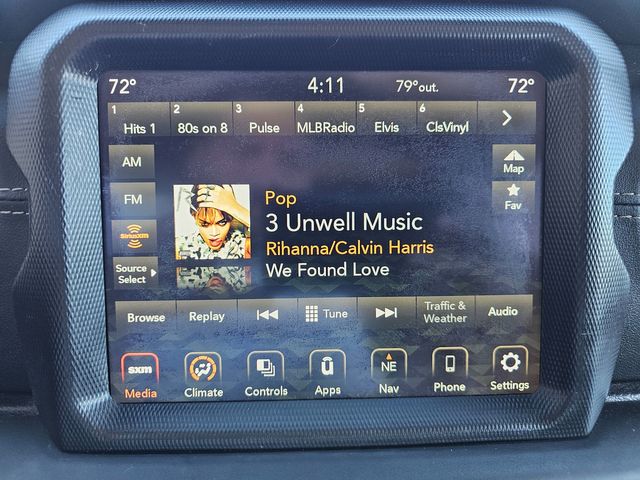 72° 4:11 79°out. 72°
1 Hits 1 2 80s on 8 3 Pulse 4 MLBRadio 5 Elvis 6 ClsVinyl
AM
Map
FM
Fav
SiriusXM
Pop
3 Unwell Music
Rihanna/Calvin Harris
We Found Love
Source
Select
Browse Replay Tune Traffic &
Weather Audio
sxm NE
Media Climate Controls Apps Nav Phone Settings